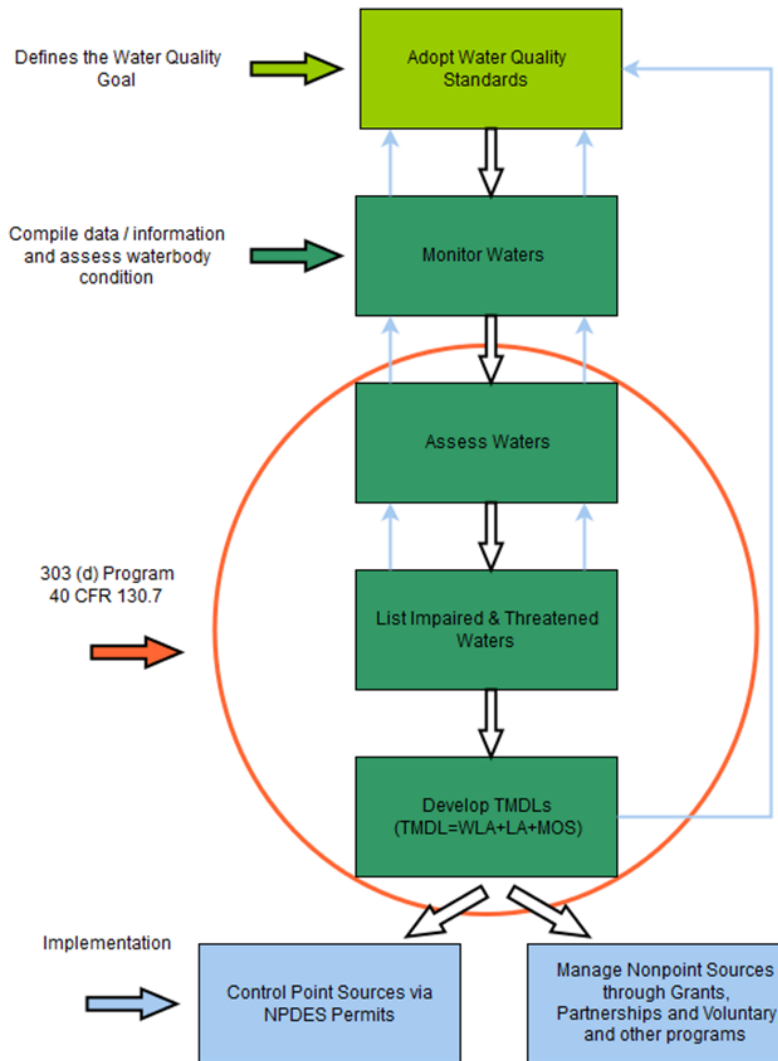 Defines the Water Quality
Goal
Adopt Water Quality
Standards
Compile data / information
and assess waterbody
condition
Monitor Waters
Assess Waters
303 (d) Program
40 CFR 130.7
List Impaired & Threatened
Waters
Develop TMDLs
(TMDL=WLA+LA+MOS)
Implementation
Control Point Sources via
NPDES Permits
Manage Nonpoint Sources
through Grants,
Partnerships and Voluntary
and other programs